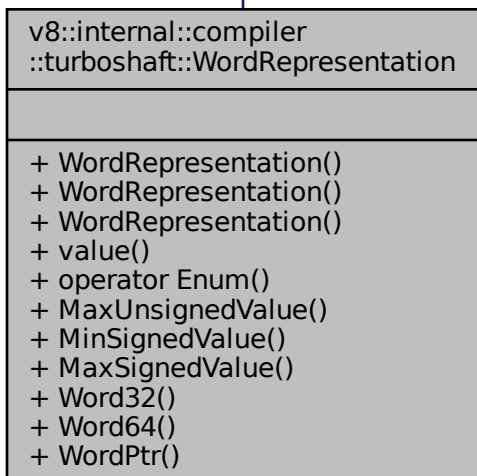 v8::internal::compiler
::turboshaft::WordRepresentation
+ WordRepresentation()
+ WordRepresentation()
+ WordRepresentation()
+ value()
+ operator Enum()
+ MaxUnsignedValue()
+ MinSignedValue()
+ MaxSignedValue()
+ Word32()
+ Word64()
+ WordPtr()